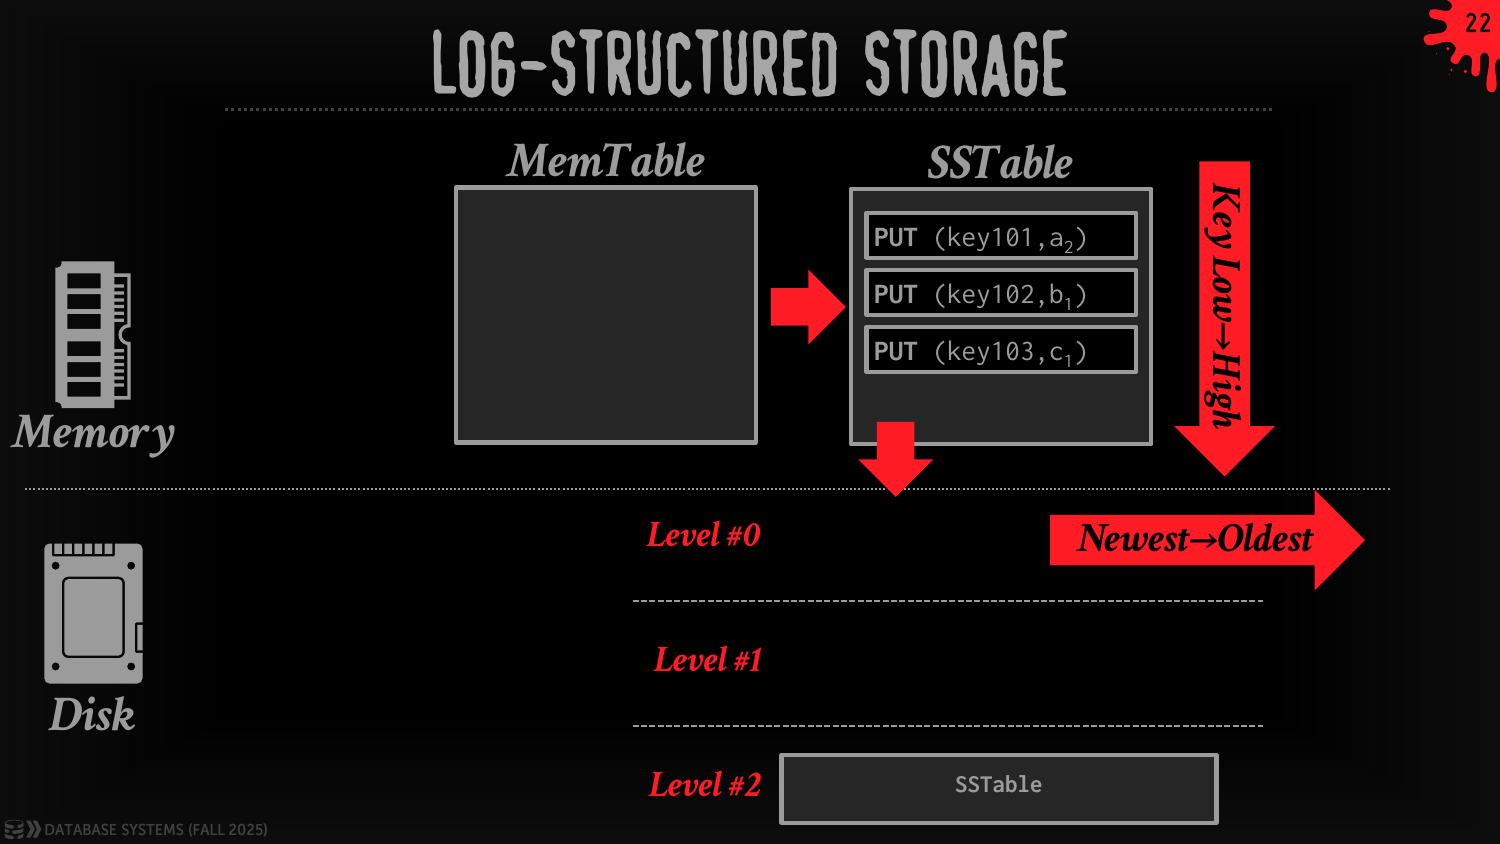 22
LOG-STRUCTURED STORAGE
MemTable
SSTable
PUT (key101,a₂)
PUT (key102,b₁)
PUT (key103,c₁)
Key Low→High
Memory
Level #0
Newest→Oldest
Level #1
Disk
Level #2
SSTable
DATABASE SYSTEMS (FALL 2025)